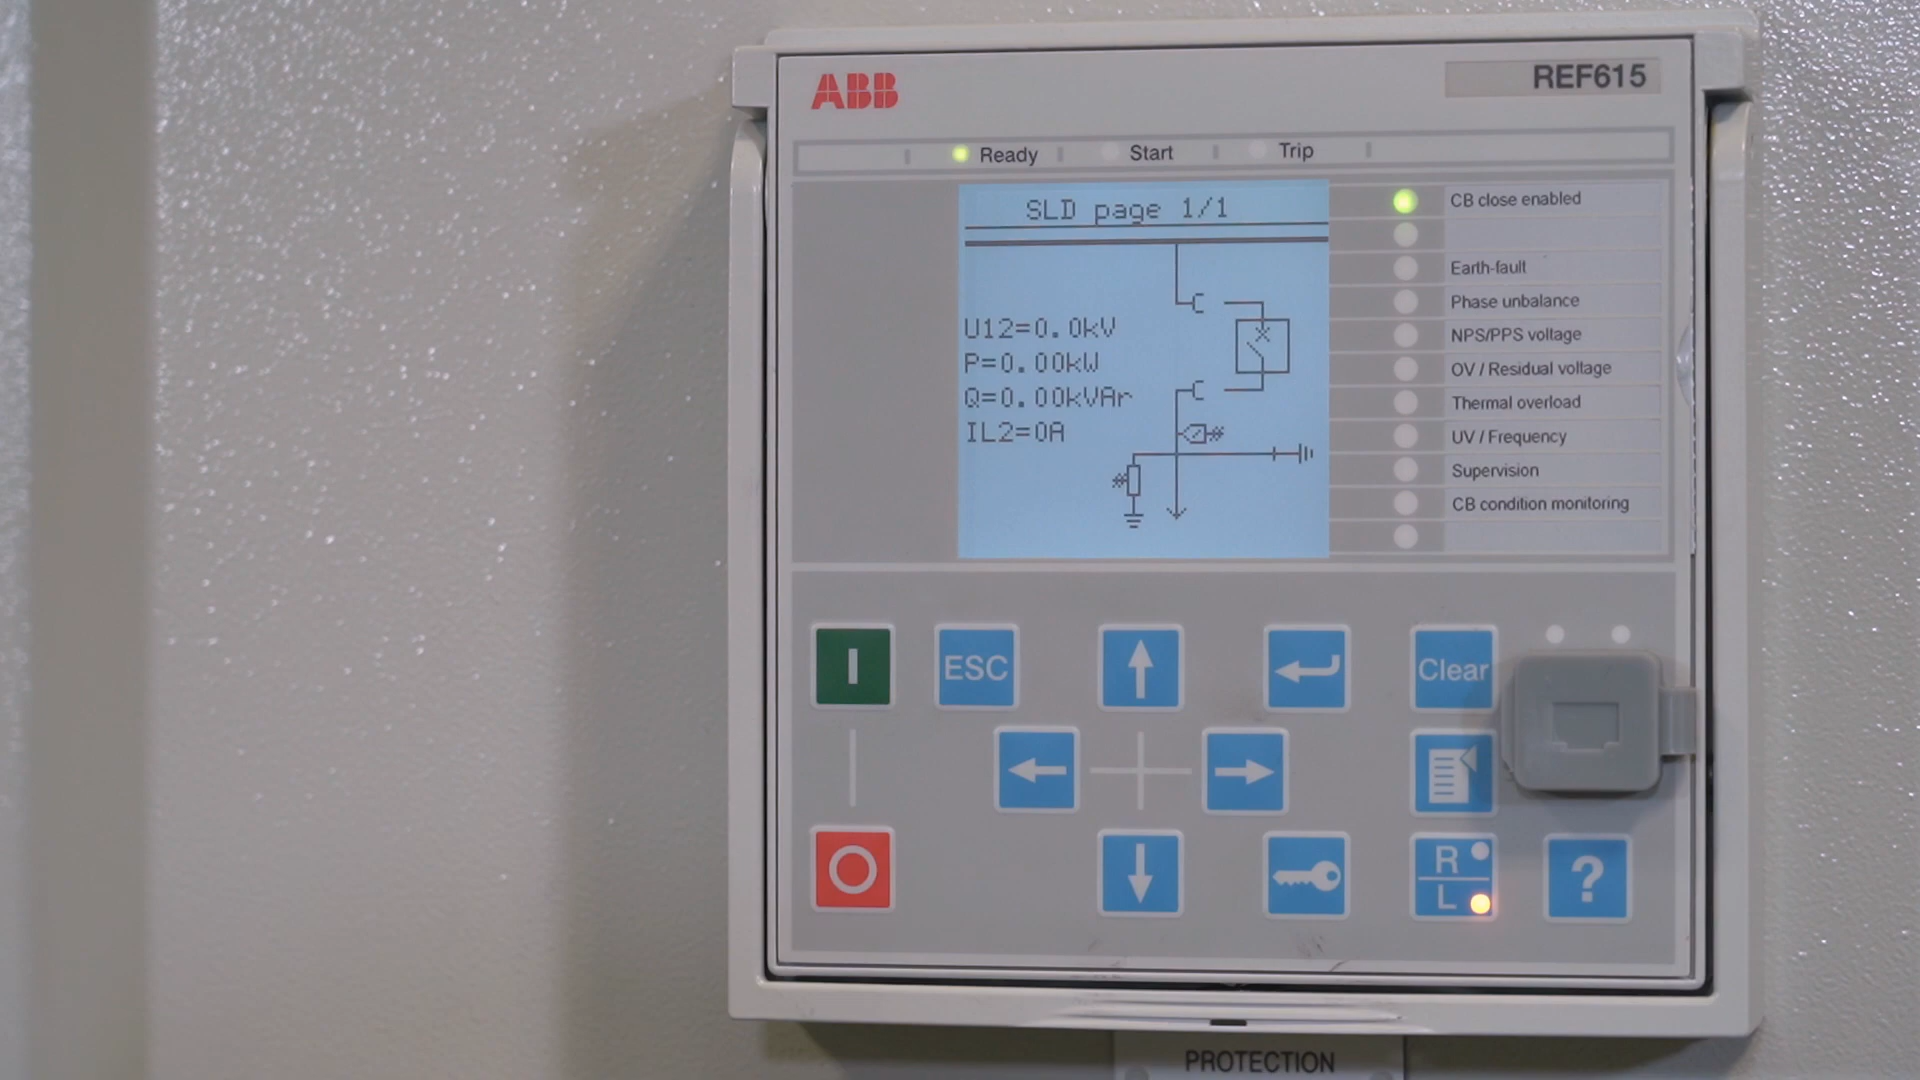 ABB
REF615
Ready
Start
Trip
SLD page 1/1
U12=0.0kV
P=0.00kW
Q=0.00kVAr
IL2=0A
CB close enabled
Earth-fault
Phase unbalance
NPS/PPS voltage
OV / Residual voltage
Thermal overload
UV / Frequency
Supervision
CB condition monitoring
I
ESC
Clear
O
R
L
?
PROTECTION